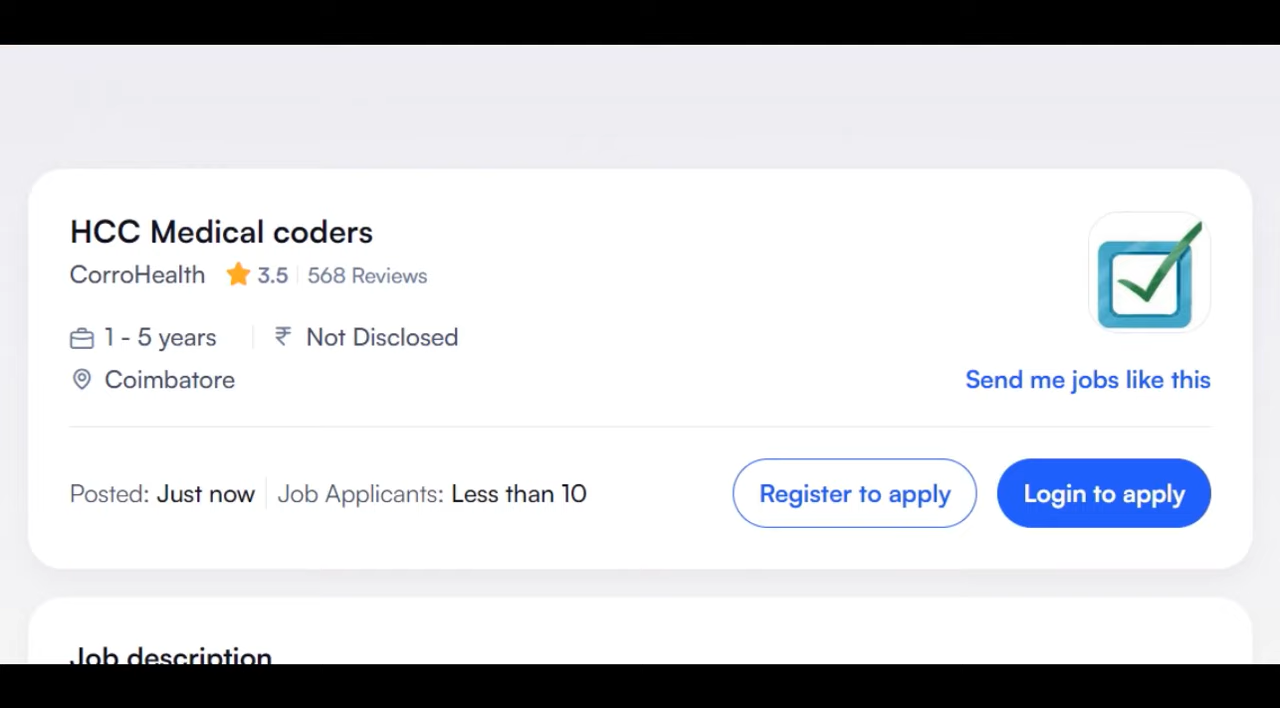 HCC Medical coders
CorroHealth 3.5 568 Reviews
1 - 5 years ₹ Not Disclosed
Coimbatore
Send me jobs like this
Posted: Just now Job Applicants: Less than 10
Register to apply
Login to apply
Job description